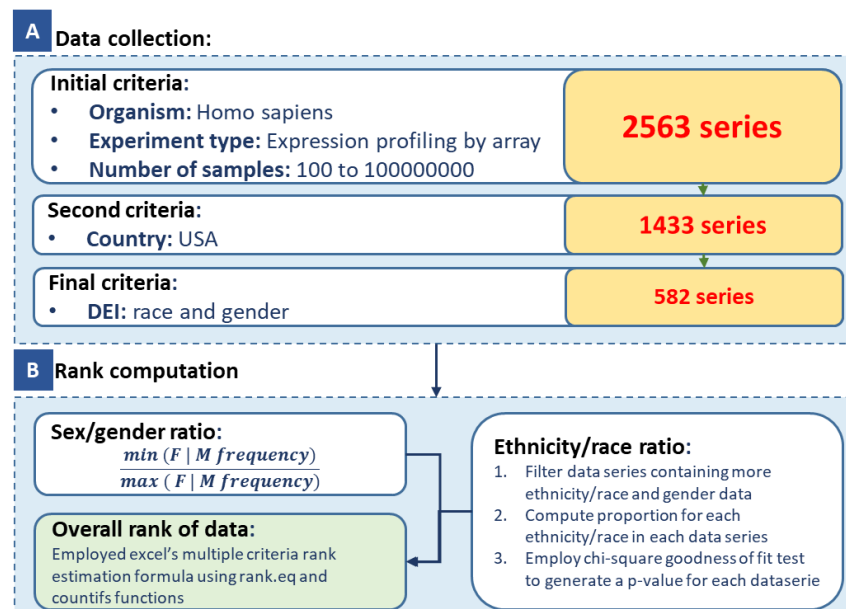 A
Data collection:
Initial criteria:
• Organism: Homo sapiens
• Experiment type: Expression profiling by array
• Number of samples: 100 to 100000000
2563 series
Second criteria:
• Country: USA
1433 series
Final criteria:
• DEI: race and gender
582 series
B
Rank computation
Sex/gender ratio:
min (F | M frequency)
max ( F | M frequency)
Overall rank of data:
Employed excel's multiple criteria rank
estimation formula using rank.eq and
countifs functions
Ethnicity/race ratio:
1. Filter data series containing more
ethnicity/race and gender data
2. Compute proportion for each
ethnicity/race in each data series
3. Employ chi-square goodness of fit test
to generate a p-value for each dataserie